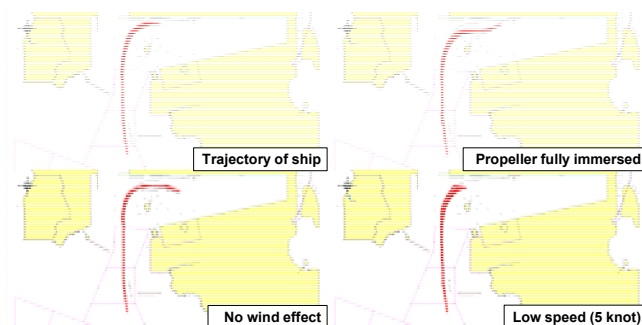 Trajectory of ship
Propeller fully immersed
No wind effect
Low speed (5 knot)